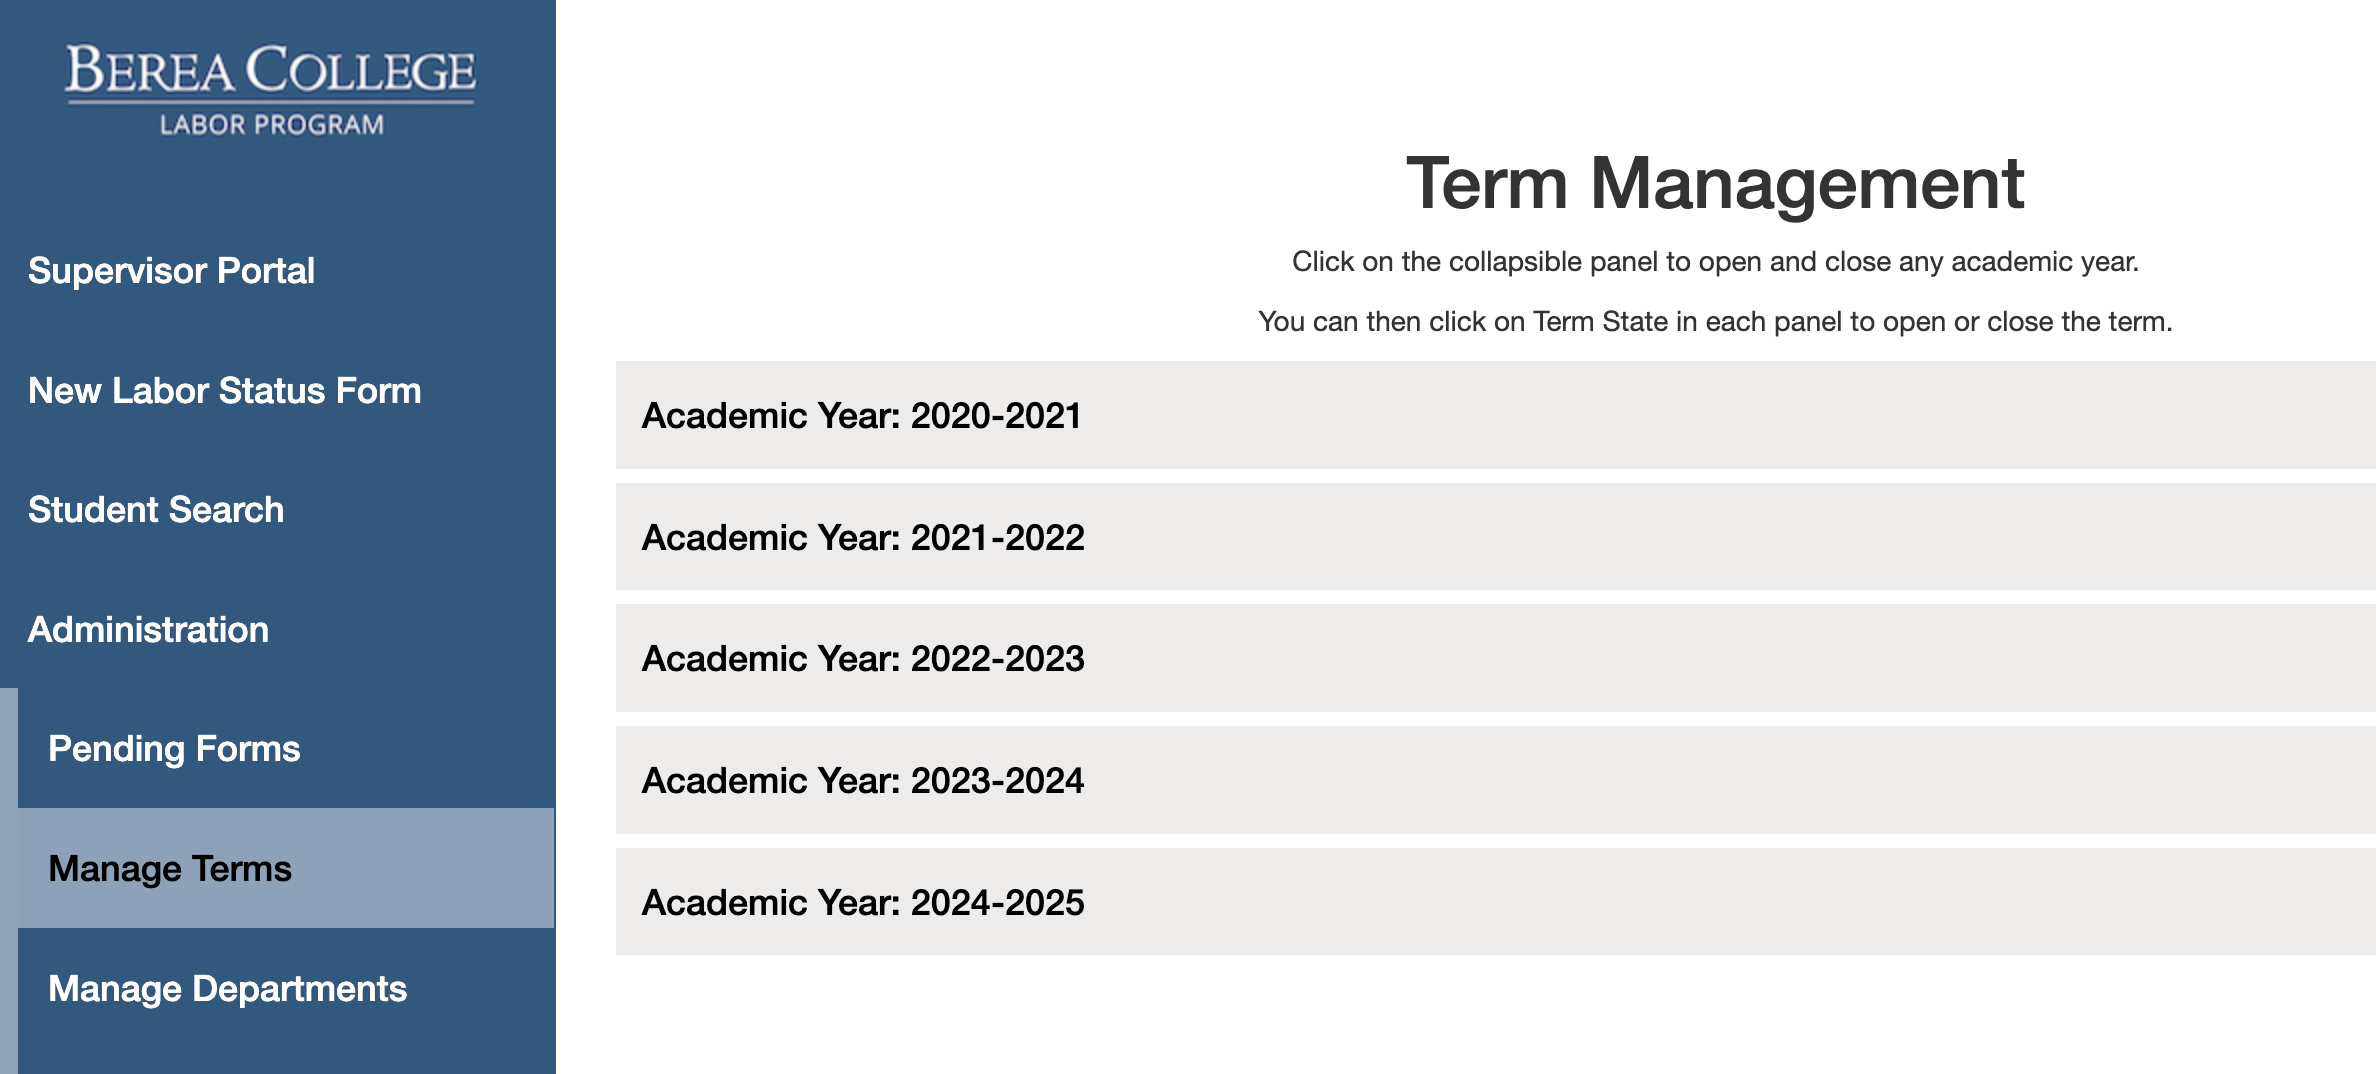 BEREA COLLEGE
LABOR PROGRAM
Supervisor Portal
New Labor Status Form
Student Search
Administration
Pending Forms
Manage Terms
Manage Departments
Term Management
Click on the collapsible panel to open and close any academic year.
You can then click on Term State in each panel to open or close the term.
Academic Year: 2020-2021
Academic Year: 2021-2022
Academic Year: 2022-2023
Academic Year: 2023-2024
Academic Year: 2024-2025